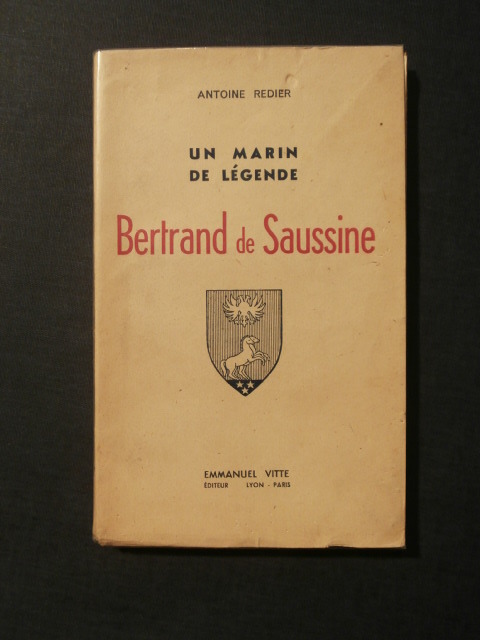 ANTOINE REDIER
UN MARIN
DE LÉGENDE
Bertrand de Saussine
EMMANUEL VITTE
ÉDITEUR LYON - PARIS